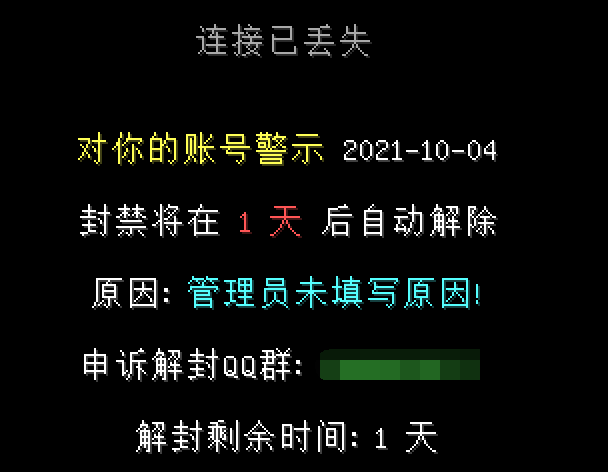 连接已丢失
对你的账号警示 2021-10-04
封禁将在 1 天 后自动解除
原因: 管理员未填写原因!
申诉解封QQ群:
解封剩余时间: 1 天